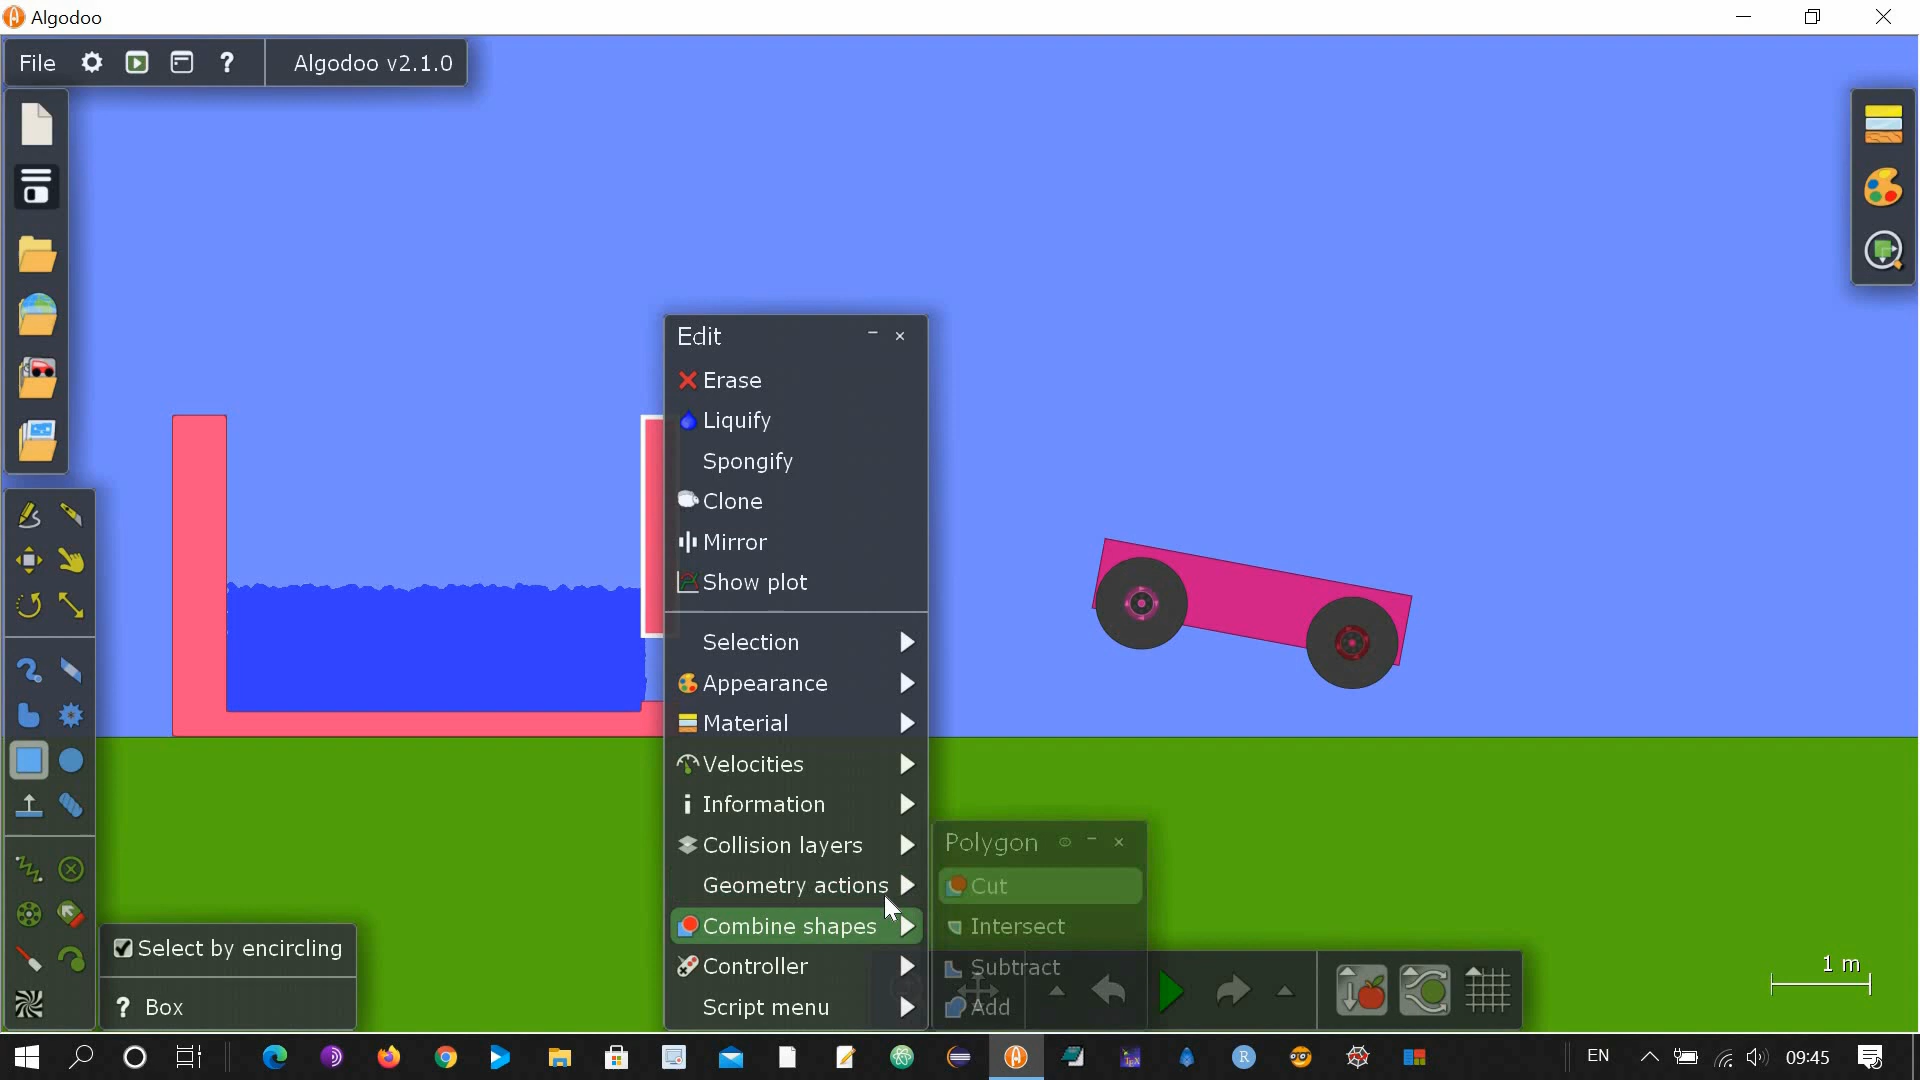 Algodoo
File
Algodoo v2.1.0
Edit
Erase
Liquify
Spongify
Clone
Mirror
Show plot
Selection
Appearance
Material
Velocities
Information
Collision layers
Geometry actions
Combine shapes
Controller
Script menu
Polygon
Cut
Intersect
Subtract
Add
Select by encircling
? Box
1 m
EN
09:45